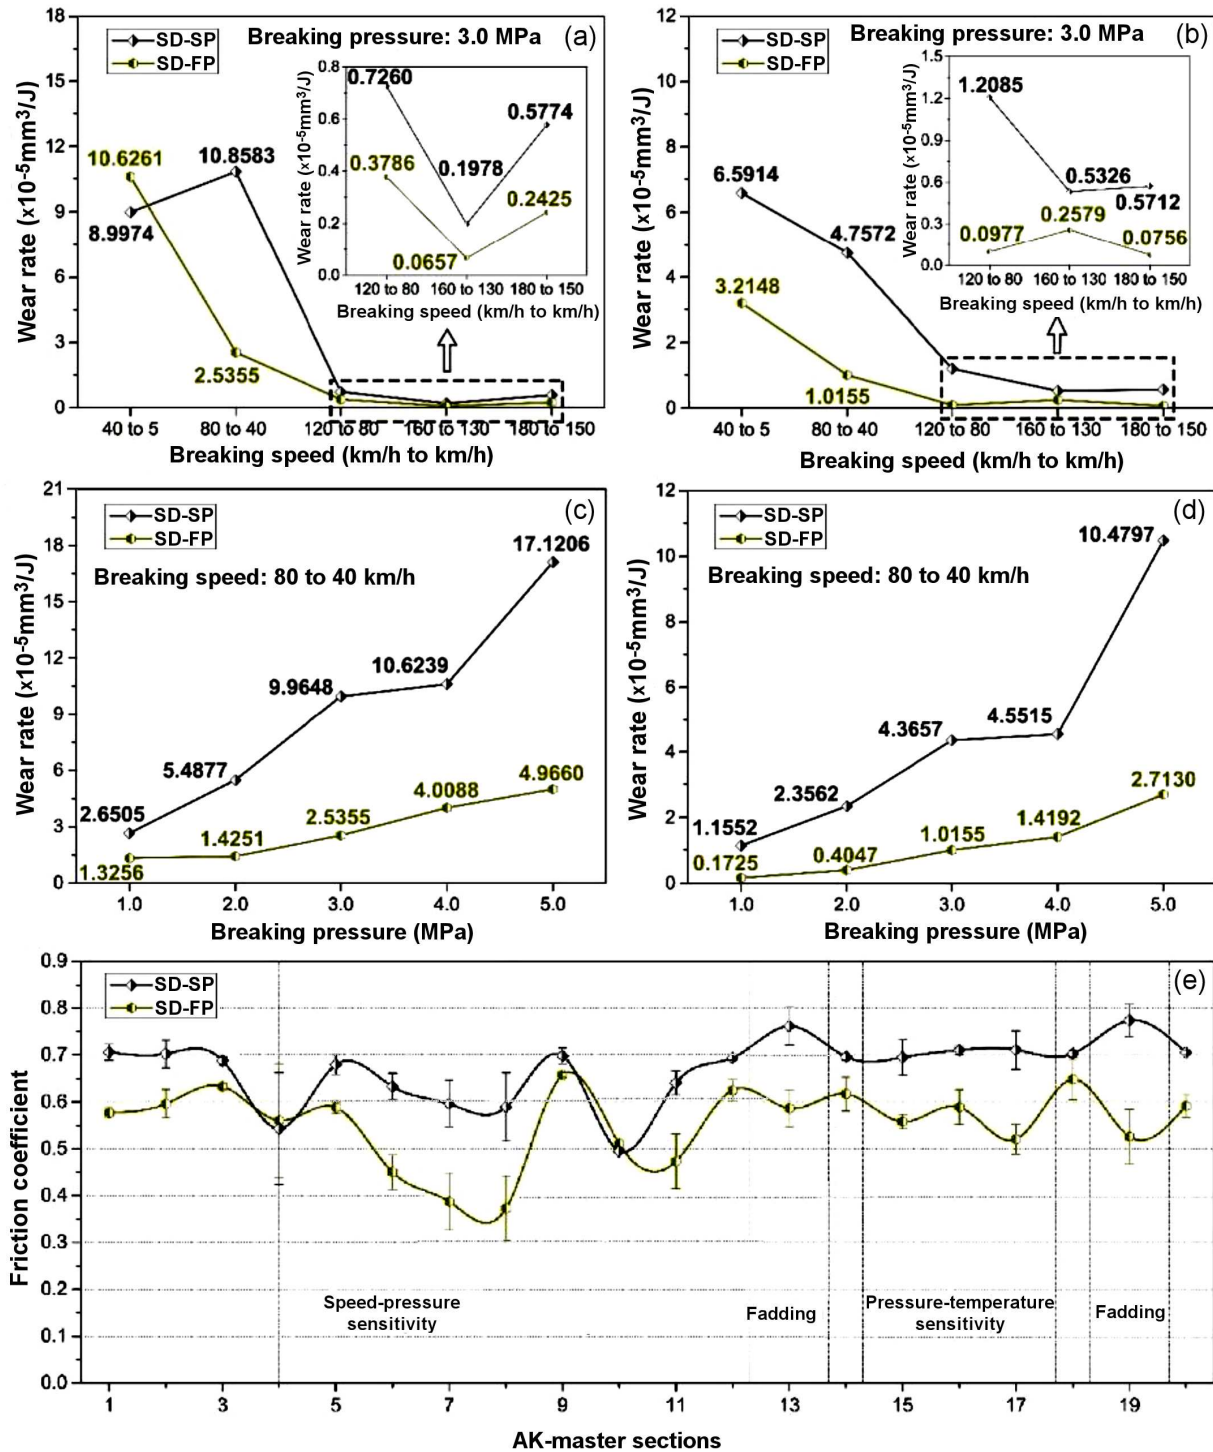 SD-SP
SD-FP
Breaking pressure: 3.0 MPa
(a)
Wear rate (x10-5mm3/J)
18
15
12
9
6
3
0
10.6261
8.9974
10.8583
2.5355
Wear rate (x10-5mm3/J)
0.8
0.6
0.4
0.2
0.0
0.7260
0.3786
0.1978
0.0657
0.5774
0.2425
120 to 80 160 to 130 180 to 150
Breaking speed (km/h to km/h)
40 to 5 80 to 40 120 to 80 160 to 130 180 to 150
Breaking speed (km/h to km/h)
SD-SP
SD-FP
Breaking pressure: 3.0 MPa
(b)
Wear rate (x10-5mm3/J)
12
10
8
6
4
2
0
6.5914
4.7572
3.2148
1.0155
Wear rate (x10-5mm3/J)
1.5
1.2
0.9
0.6
0.3
0.0
1.2085
0.5326
0.5712
0.0977
0.2579
0.0756
120 to 80 160 to 130 180 to 150
Breaking speed (km/h to km/h)
40 to 5 80 to 40 120 to 80 160 to 130 180 to 150
Breaking speed (km/h to km/h)
SD-SP
SD-FP
(c)
Breaking speed: 80 to 40 km/h
Wear rate (x10-5mm3/J)
21
18
15
12
9
6
3
0
2.6505
5.4877
9.9648
10.6239
17.1206
1.3256
1.4251
2.5355
4.0088
4.9660
1.0 2.0 3.0 4.0 5.0
Breaking pressure (MPa)
SD-SP
SD-FP
(d)
Breaking speed: 80 to 40 km/h
Wear rate (x10-5mm3/J)
12
10
8
6
4
2
0
1.1552
2.3562
4.3657
4.5515
10.4797
0.1725
0.4047
1.0155
1.4192
2.7130
1.0 2.0 3.0 4.0 5.0
Breaking pressure (MPa)
SD-SP
SD-FP
(e)
Friction coefficient
0.9
0.8
0.7
0.6
0.5
0.4
0.3
0.2
0.1
0.0
Speed-pressure
sensitivity
Fadding
Pressure-temperature
sensitivity
Fadding
1 3 5 7 9 11 13 15 17 19
AK-master sections